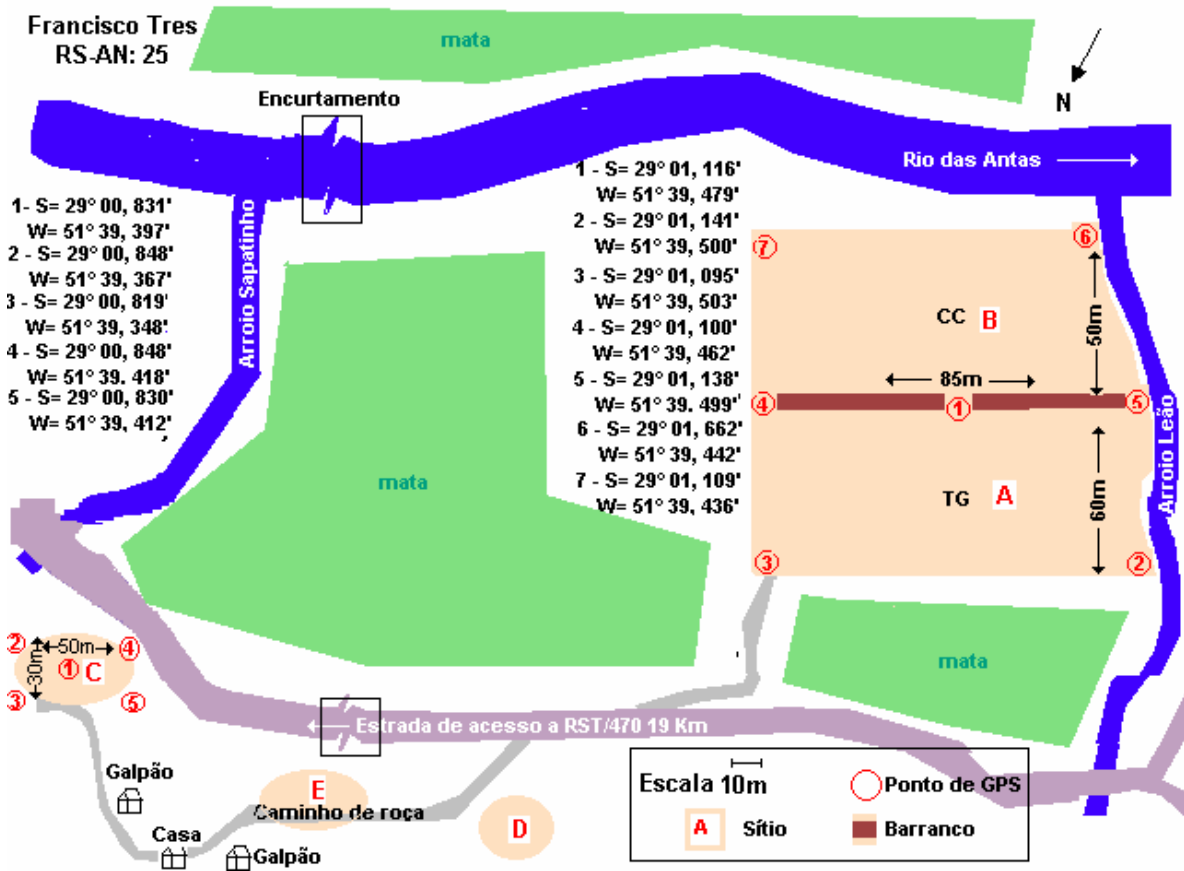 Francisco Tres
RS-AN: 25
mata
N
Encurtamento
Rio das Antas
1- S= 29° 00, 831'
W= 51° 39, 397'
2 - S= 29° 00, 848'
W= 51° 39, 367'
3 - S= 29° 00, 819'
W= 51° 39, 348'
4 - S= 29° 00, 848'
W= 51° 39. 418'
5 - S= 29° 00, 830'
W= 51° 39, 412'
Arroio Sapatinho
1 - S= 29° 01, 116'
W= 51° 39, 479'
2 - S= 29° 01, 141'
W= 51° 39, 500'
3 - S= 29° 01, 095'
W= 51° 39, 503'
4 - S= 29° 01, 100'
W= 51° 39, 462'
5 - S= 29° 01, 138'
W= 51° 39. 499'
6 - S= 29° 01, 662'
W= 51° 39, 442'
7 - S= 29° 01, 109'
W= 51° 39, 436'
7
6
CC B
50m
85m
4
1
5
TG A
60m
3
2
Arroio Leão
mata
mata
2
50m
4
30m
1
C
3
5
Estrada de acesso a RST/470 19 Km
Galpão
E
Caminho de roça
D
Casa
Galpão
Escala 10m
Ponto de GPS
A Sítio
Barranco